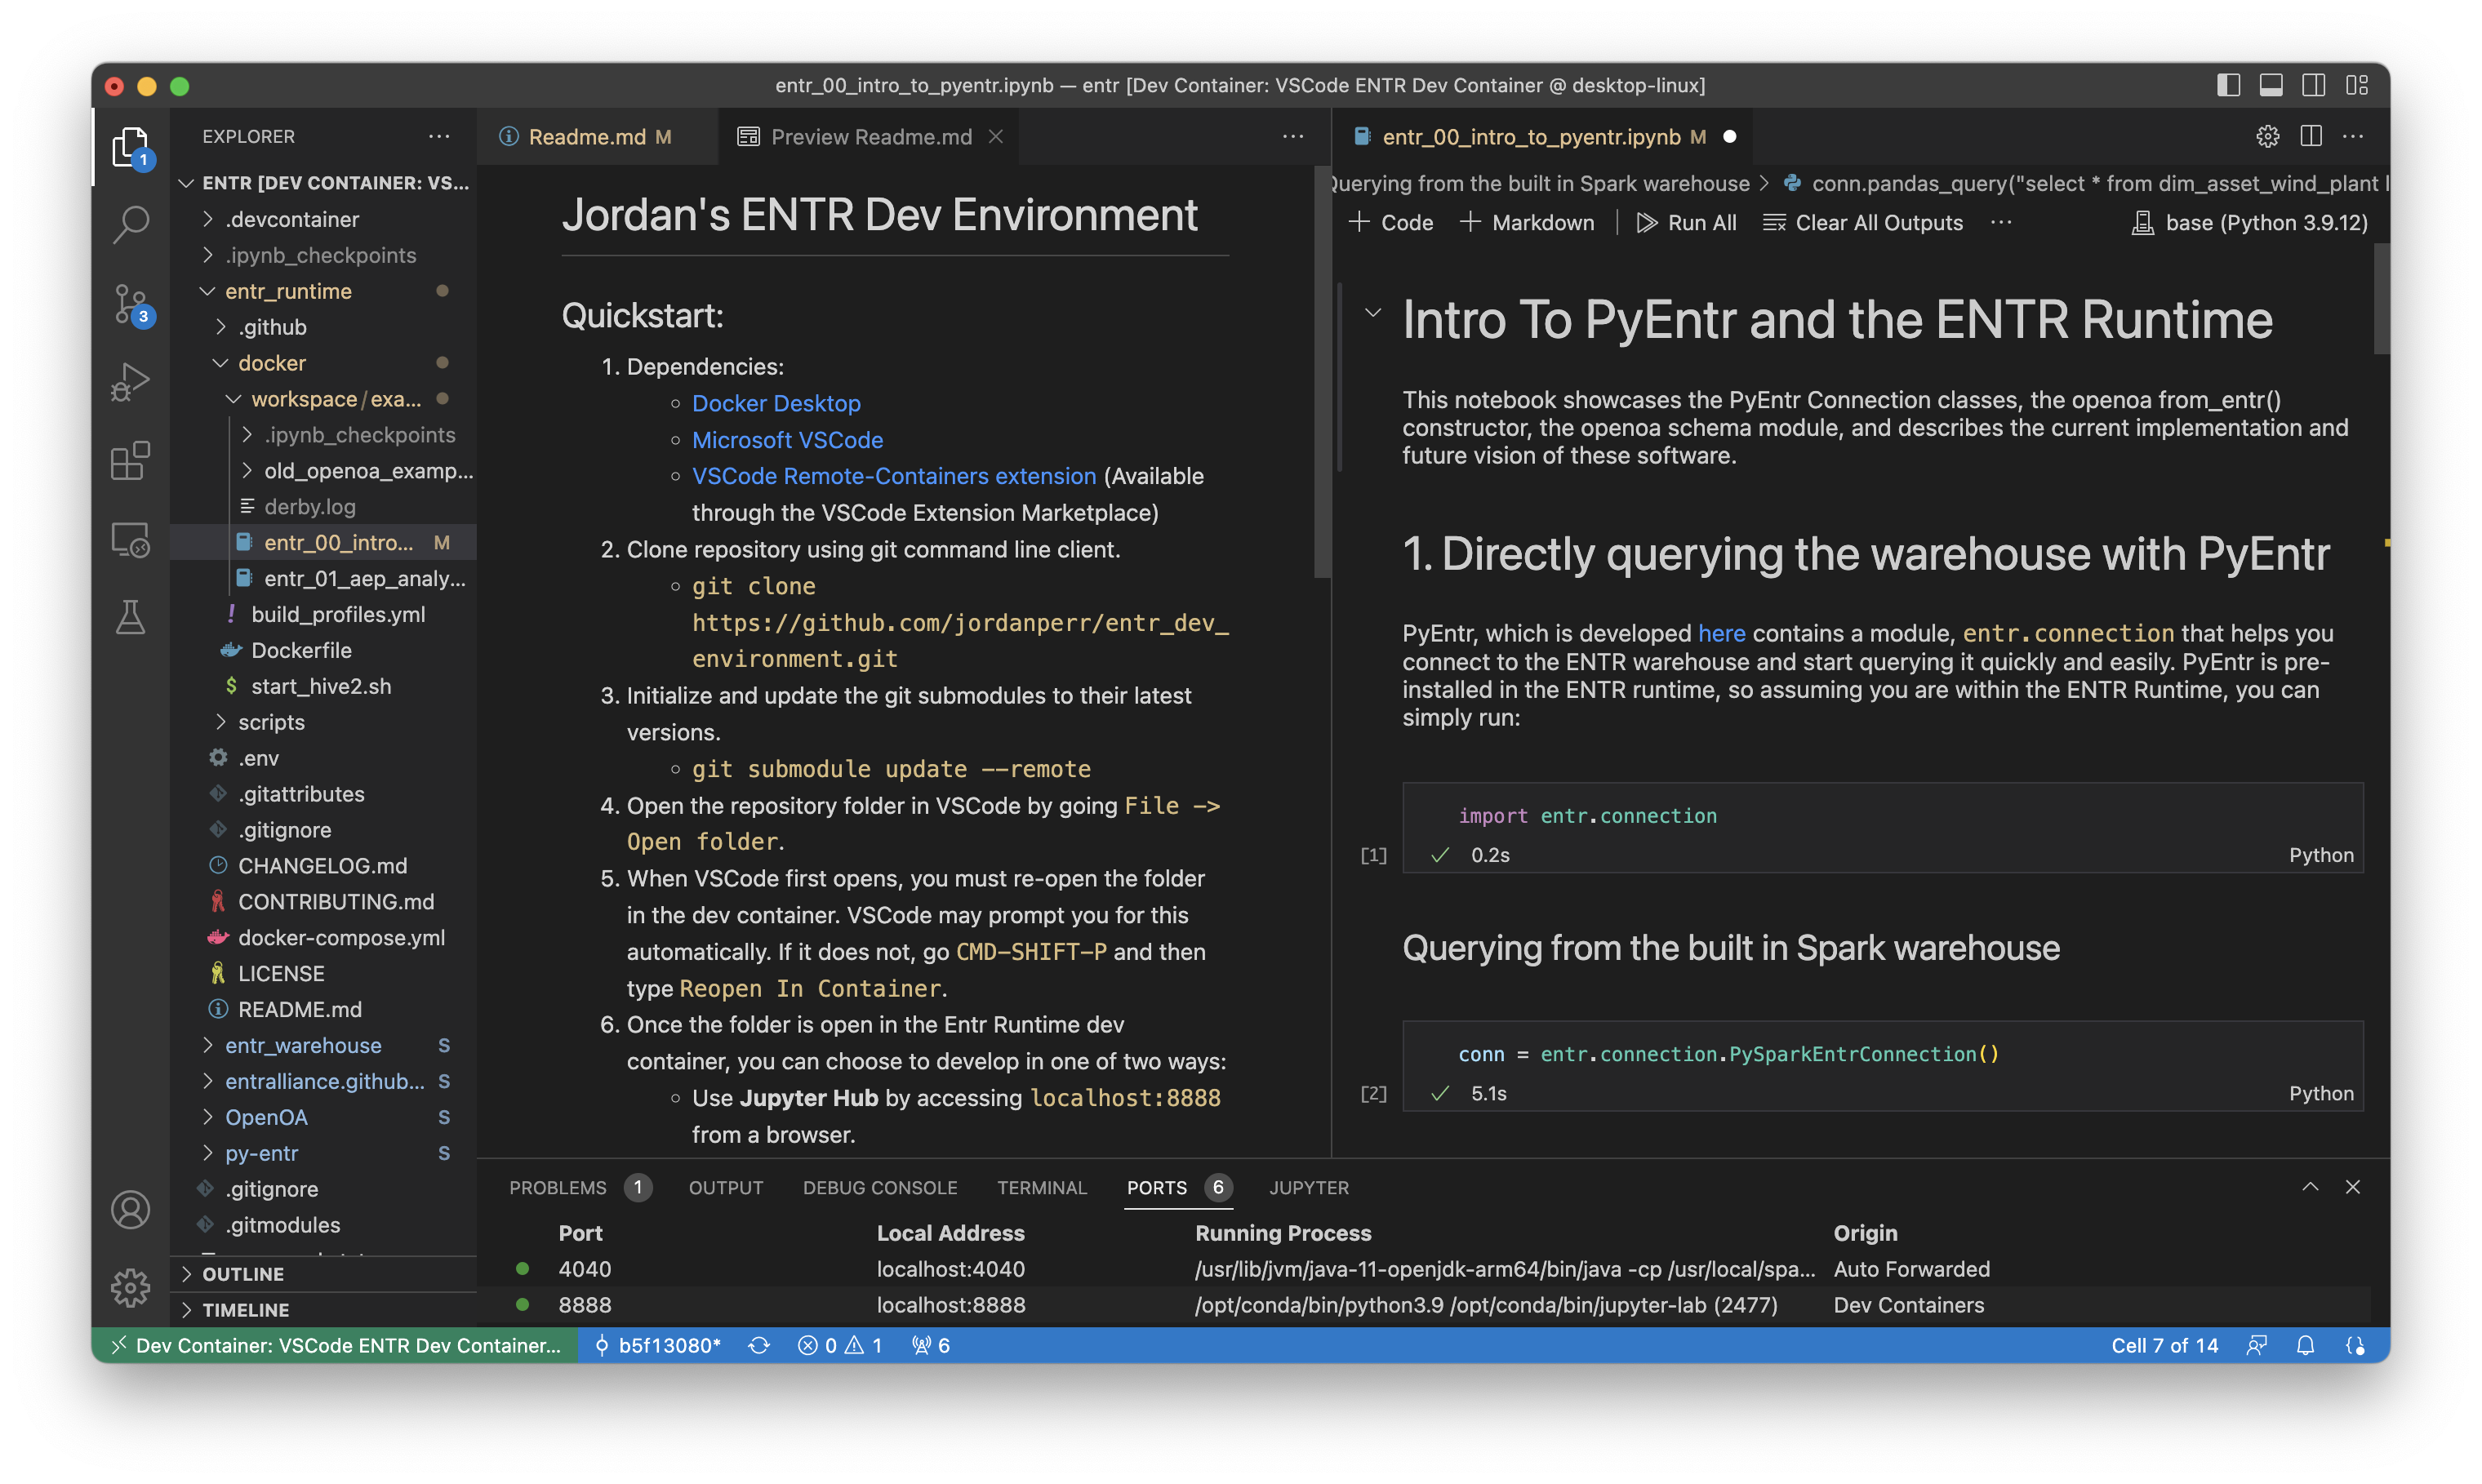 entr_00_intro_to_pyentr.ipynb — entr [Dev Container: VSCode ENTR Dev Container @ desktop-linux]
EXPLORER
ENTR [DEV CONTAINER: VS...
.devcontainer
.ipynb_checkpoints
entr_runtime
.github
docker
workspace/exa...
.ipynb_checkpoints
old_openoa_examp...
derby.log
entr_00_intro... M
entr_01_aep_analy...
build_profiles.yml
Dockerfile
start_hive2.sh
scripts
.env
.gitattributes
.gitignore
CHANGELOG.md
CONTRIBUTING.md
docker-compose.yml
LICENSE
README.md
entr_warehouse S
entralliance.github... S
OpenOA S
py-entr S
.gitignore
.gitmodules
OUTLINE
TIMELINE
1
3
Readme.md M
Preview Readme.md
Jordan's ENTR Dev Environment
Quickstart:
1. Dependencies:
Docker Desktop
Microsoft VSCode
VSCode Remote-Containers extension (Available
through the VSCode Extension Marketplace)
2. Clone repository using git command line client.
git clone
https://github.com/jordanperr/entr_dev_
environment.git
3. Initialize and update the git submodules to their latest
versions.
git submodule update --remote
4. Open the repository folder in VSCode by going File ->
Open folder.
5. When VSCode first opens, you must re-open the folder
in the dev container. VSCode may prompt you for this
automatically. If it does not, go CMD-SHIFT-P and then
type Reopen In Container.
6. Once the folder is open in the Entr Runtime dev
container, you can choose to develop in one of two ways:
Use Jupyter Hub by accessing localhost:8888
from a browser.
entr_00_intro_to_pyentr.ipynb M
Querying from the built in Spark warehouse > conn.pandas_query("select * from dim_asset_wind_plant l
Code Markdown Run All Clear All Outputs ... base (Python 3.9.12)
Intro To PyEntr and the ENTR Runtime
This notebook showcases the PyEntr Connection classes, the openoa from_entr()
constructor, the openoa schema module, and describes the current implementation and
future vision of these software.
1. Directly querying the warehouse with PyEntr
PyEntr, which is developed here contains a module, entr.connection that helps you
connect to the ENTR warehouse and start querying it quickly and easily. PyEntr is pre-
installed in the ENTR runtime, so assuming you are within the ENTR Runtime, you can
simply run:
import entr.connection
[1] 0.2s Python
Querying from the built in Spark warehouse
conn = entr.connection.PySparkEntrConnection()
[2] 5.1s Python
PROBLEMS 1 OUTPUT DEBUG CONSOLE TERMINAL PORTS 6 JUPYTER
Port Local Address Running Process Origin
4040 localhost:4040 /usr/lib/jvm/java-11-openjdk-arm64/bin/java -cp /usr/local/spa... Auto Forwarded
8888 localhost:8888 /opt/conda/bin/python3.9 /opt/conda/bin/jupyter-lab (2477) Dev Containers
Dev Container: VSCode ENTR Dev Container... b5f13080* 0 1 6 Cell 7 of 14